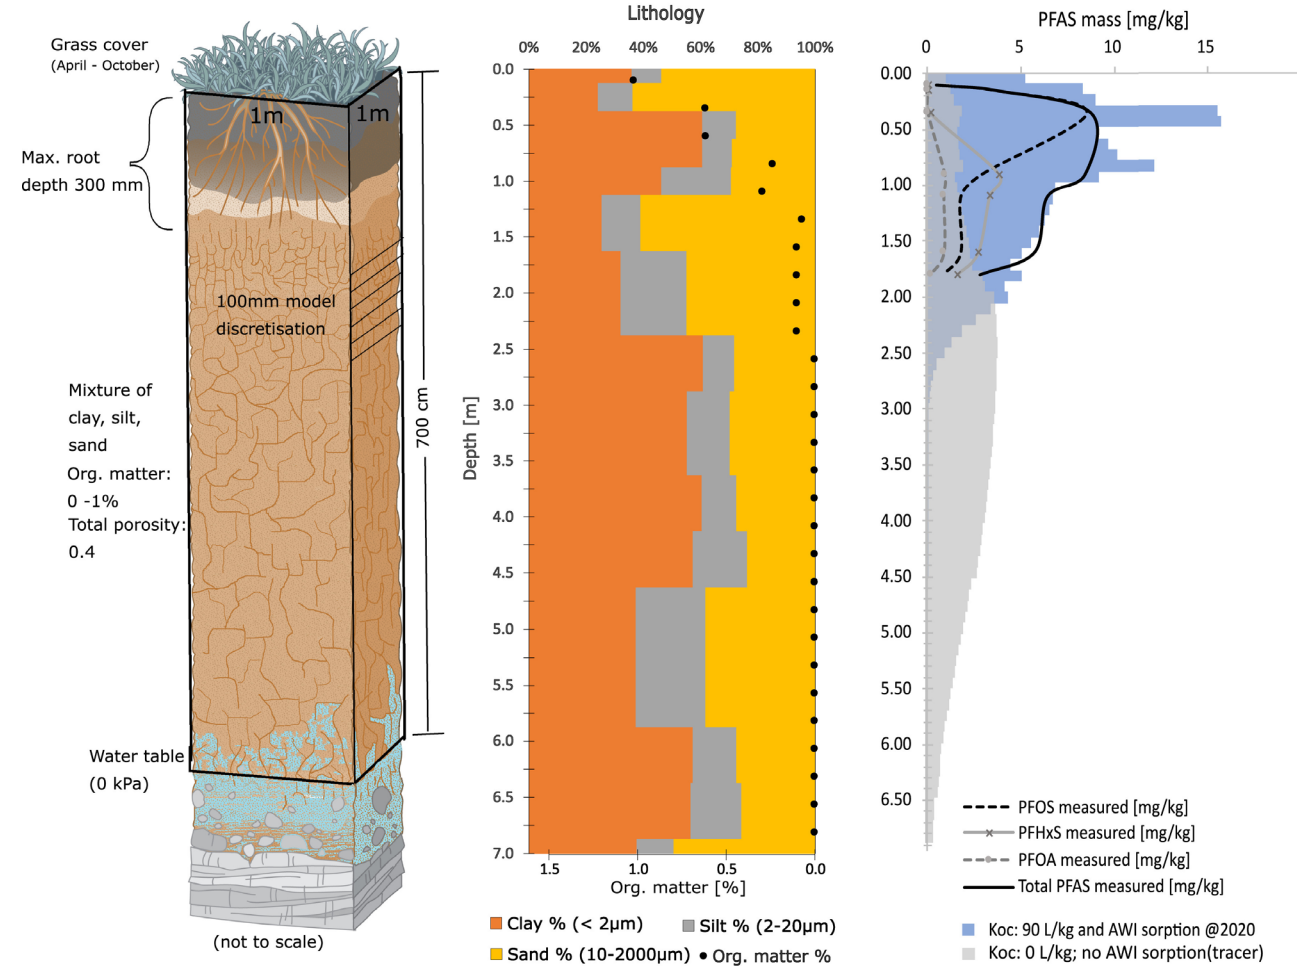 Grass cover
(April - October)
1m
1m
Max. root
depth 300 mm
100mm model
discretisation
Mixture of
clay, silt,
sand
Org. matter:
0 -1%
Total porosity:
0.4
700 cm
Water table
(0 kPa)
(not to scale)
Lithology
0% 20% 40% 60% 80% 100%
Depth [m]
0.0
0.5
1.0
1.5
2.0
2.5
3.0
3.5
4.0
4.5
5.0
5.5
6.0
6.5
7.0
1.5 1.0 0.5 0.0
Org. matter [%]
Clay % (< 2µm)
Silt % (2-20µm)
Sand % (10-2000µm)
Org. matter %
PFAS mass [mg/kg]
0 5 10 15
0.00
0.50
1.00
1.50
2.00
2.50
3.00
3.50
4.00
4.50
5.00
5.50
6.00
6.50
PFOS measured [mg/kg]
PFHxS measured [mg/kg]
PFOA measured [mg/kg]
Total PFAS measured [mg/kg]
Koc: 90 L/kg and AWI sorption @2020
Koc: 0 L/kg; no AWI sorption(tracer)